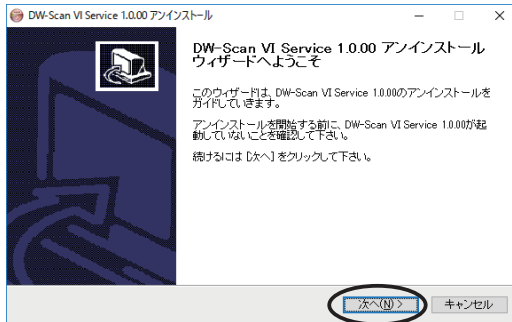 DW-Scan VI Service 1.0.00 アンインストール
DW-Scan VI Service 1.0.00 アンインストール
ウィザードへようこそ
このウィザードは、DW-Scan VI Service 1.0.00のアンインストールを
ガイドしていきます。
アンインストールを開始する前に、DW-Scan VI Service 1.0.00が起
動していないことを確認して下さい。
続けるには [次へ] をクリックして下さい。
次へ(N) >
キャンセル